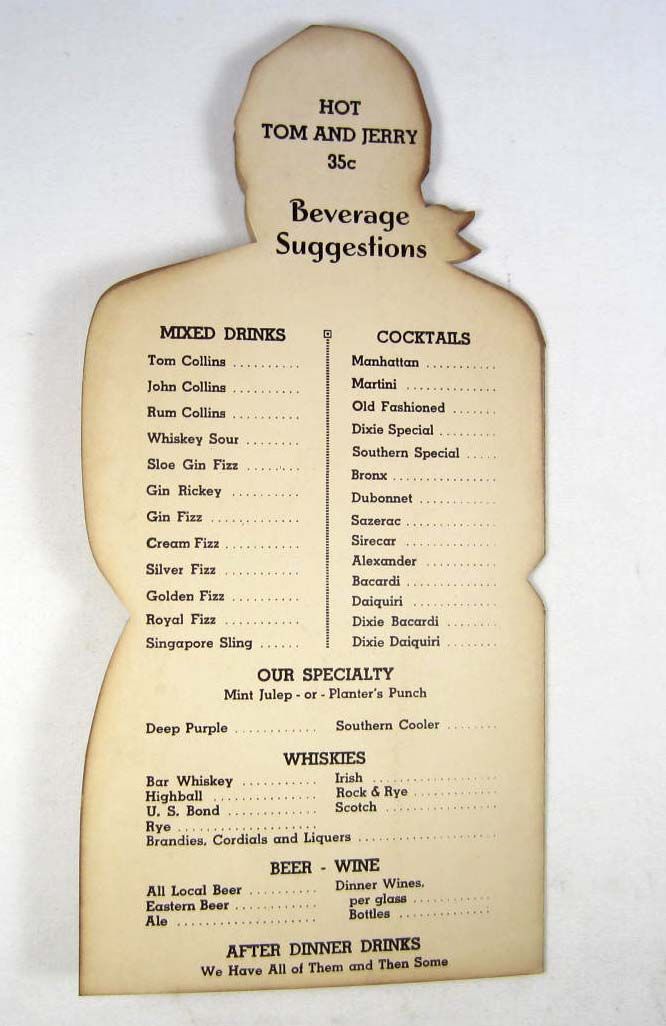 HOT
TOM AND JERRY
35c
Beverage
Suggestions
MIXED DRINKS
Tom Collins ..........
John Collins ..........
Rum Collins ..........
Whiskey Sour ........
Sloe Gin Fizz ........
Gin Rickey ..........
Gin Fizz .............
Cream Fizz ...........
Silver Fizz ...........
Golden Fizz ..........
Royal Fizz ...........
Singapore Sling ......
COCKTAILS
Manhattan ...........
Martini ..............
Old Fashioned .......
Dixie Special .........
Southern Special .....
Bronx ................
Dubonnet ............
Sazerac ..............
Sirecar ..............
Alexander ............
Bacardi ..............
Daiquiri .............
Dixie Bacardi ........
Dixie Daiquiri ........
OUR SPECIALTY
Mint Julep - or - Planter's Punch
Deep Purple ............
Southern Cooler ........
WHISKIES
Bar Whiskey ...........
Highball ...............
U. S. Bond .............
Rye .....................
Irish ...................
Rock & Rye ............
Scotch .................
Brandies, Cordials and Liquers ....................
BEER - WINE
All Local Beer ..........
Eastern Beer ............
Ale .....................
Dinner Wines,
per glass ............
Bottles ..............
AFTER DINNER DRINKS
We Have All of Them and Then Some